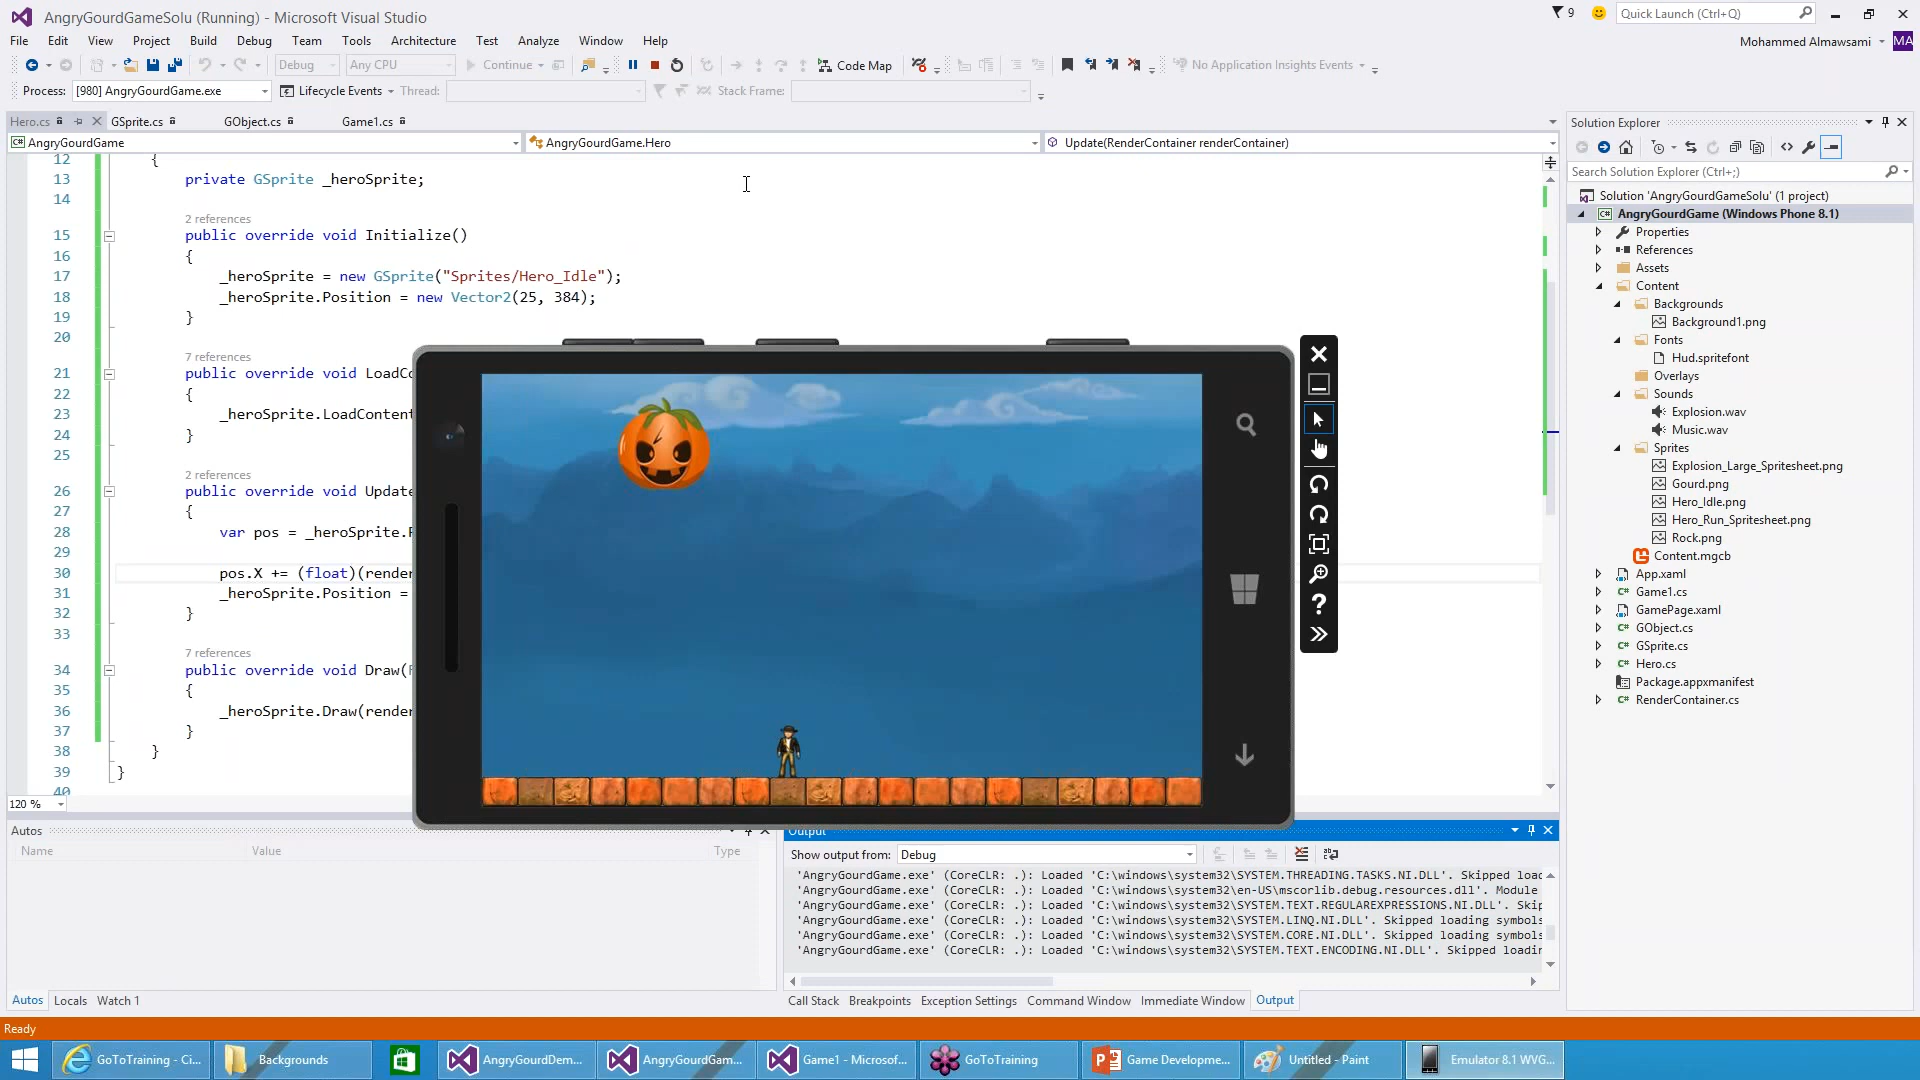 AngryGourdGameSolu (Running) - Microsoft Visual Studio
9
Quick Launch (Ctrl+Q)
File Edit View Project Build Debug Team Tools Architecture Test Analyze Window Help
Mohammed Almawsami MA
Debug Any CPU Continue Code Map No Application Insights Events
Process: [980] AngryGourdGame.exe Lifecycle Events Thread: Stack Frame:
Hero.cs GSprite.cs GObject.cs Game1.cs
AngryGourdGame AngryGourdGame.Hero Update(RenderContainer renderContainer)
12 {
13 private GSprite _heroSprite;
14
2 references
15 public override void Initialize()
16 {
17 _heroSprite = new GSprite("Sprites/Hero_Idle");
18 _heroSprite.Position = new Vector2(25, 384);
19 }
20
7 references
21 public override void LoadCo
22 {
23 _heroSprite.LoadContent
24 }
25
2 references
26 public override void Update
27 {
28 var pos = _heroSprite.
29
30 pos.X += (float)(render
31 _heroSprite.Position =
32 }
33
7 references
34 public override void Draw(
35 {
36 _heroSprite.Draw(render
37 }
38 }
39 }
40
120 %
Solution Explorer
Search Solution Explorer (Ctrl+;)
Solution 'AngryGourdGameSolu' (1 project)
AngryGourdGame (Windows Phone 8.1)
Properties
References
Assets
Content
Backgrounds
Background1.png
Fonts
Hud.spritefont
Overlays
Sounds
Explosion.wav
Music.wav
Sprites
Explosion_Large_Spritesheet.png
Gourd.png
Hero_Idle.png
Hero_Run_Spritesheet.png
Rock.png
Content.mgcb
App.xaml
Game1.cs
GamePage.xaml
GObject.cs
GSprite.cs
Hero.cs
Package.appxmanifest
RenderContainer.cs
?
Autos
Name Value Type
Autos Locals Watch 1
Output
Show output from: Debug
'AngryGourdGame.exe' (CoreCLR: .): Loaded 'C:\windows\system32\SYSTEM.THREADING.TASKS.NI.DLL'. Skipped loa
'AngryGourdGame.exe' (CoreCLR: .): Loaded 'C:\windows\system32\en-US\mscorlib.debug.resources.dll'. Module
'AngryGourdGame.exe' (CoreCLR: .): Loaded 'C:\windows\system32\SYSTEM.TEXT.REGULAREXPRESSIONS.NI.DLL'. Skip
'AngryGourdGame.exe' (CoreCLR: .): Loaded 'C:\windows\system32\SYSTEM.LINQ.NI.DLL'. Skipped loading symbols
'AngryGourdGame.exe' (CoreCLR: .): Loaded 'C:\windows\system32\SYSTEM.CORE.NI.DLL'. Skipped loading symbols
'AngryGourdGame.exe' (CoreCLR: .): Loaded 'C:\windows\system32\SYSTEM.TEXT.ENCODING.NI.DLL'. Skipped loadin
Call Stack Breakpoints Exception Settings Command Window Immediate Window Output
Ready
GoToTraining - Ci... Backgrounds AngryGourdDem... AngryGourdGam... Game1 - Microsof... GoToTraining Game Developme... Untitled - Paint Emulator 8.1 WVG...